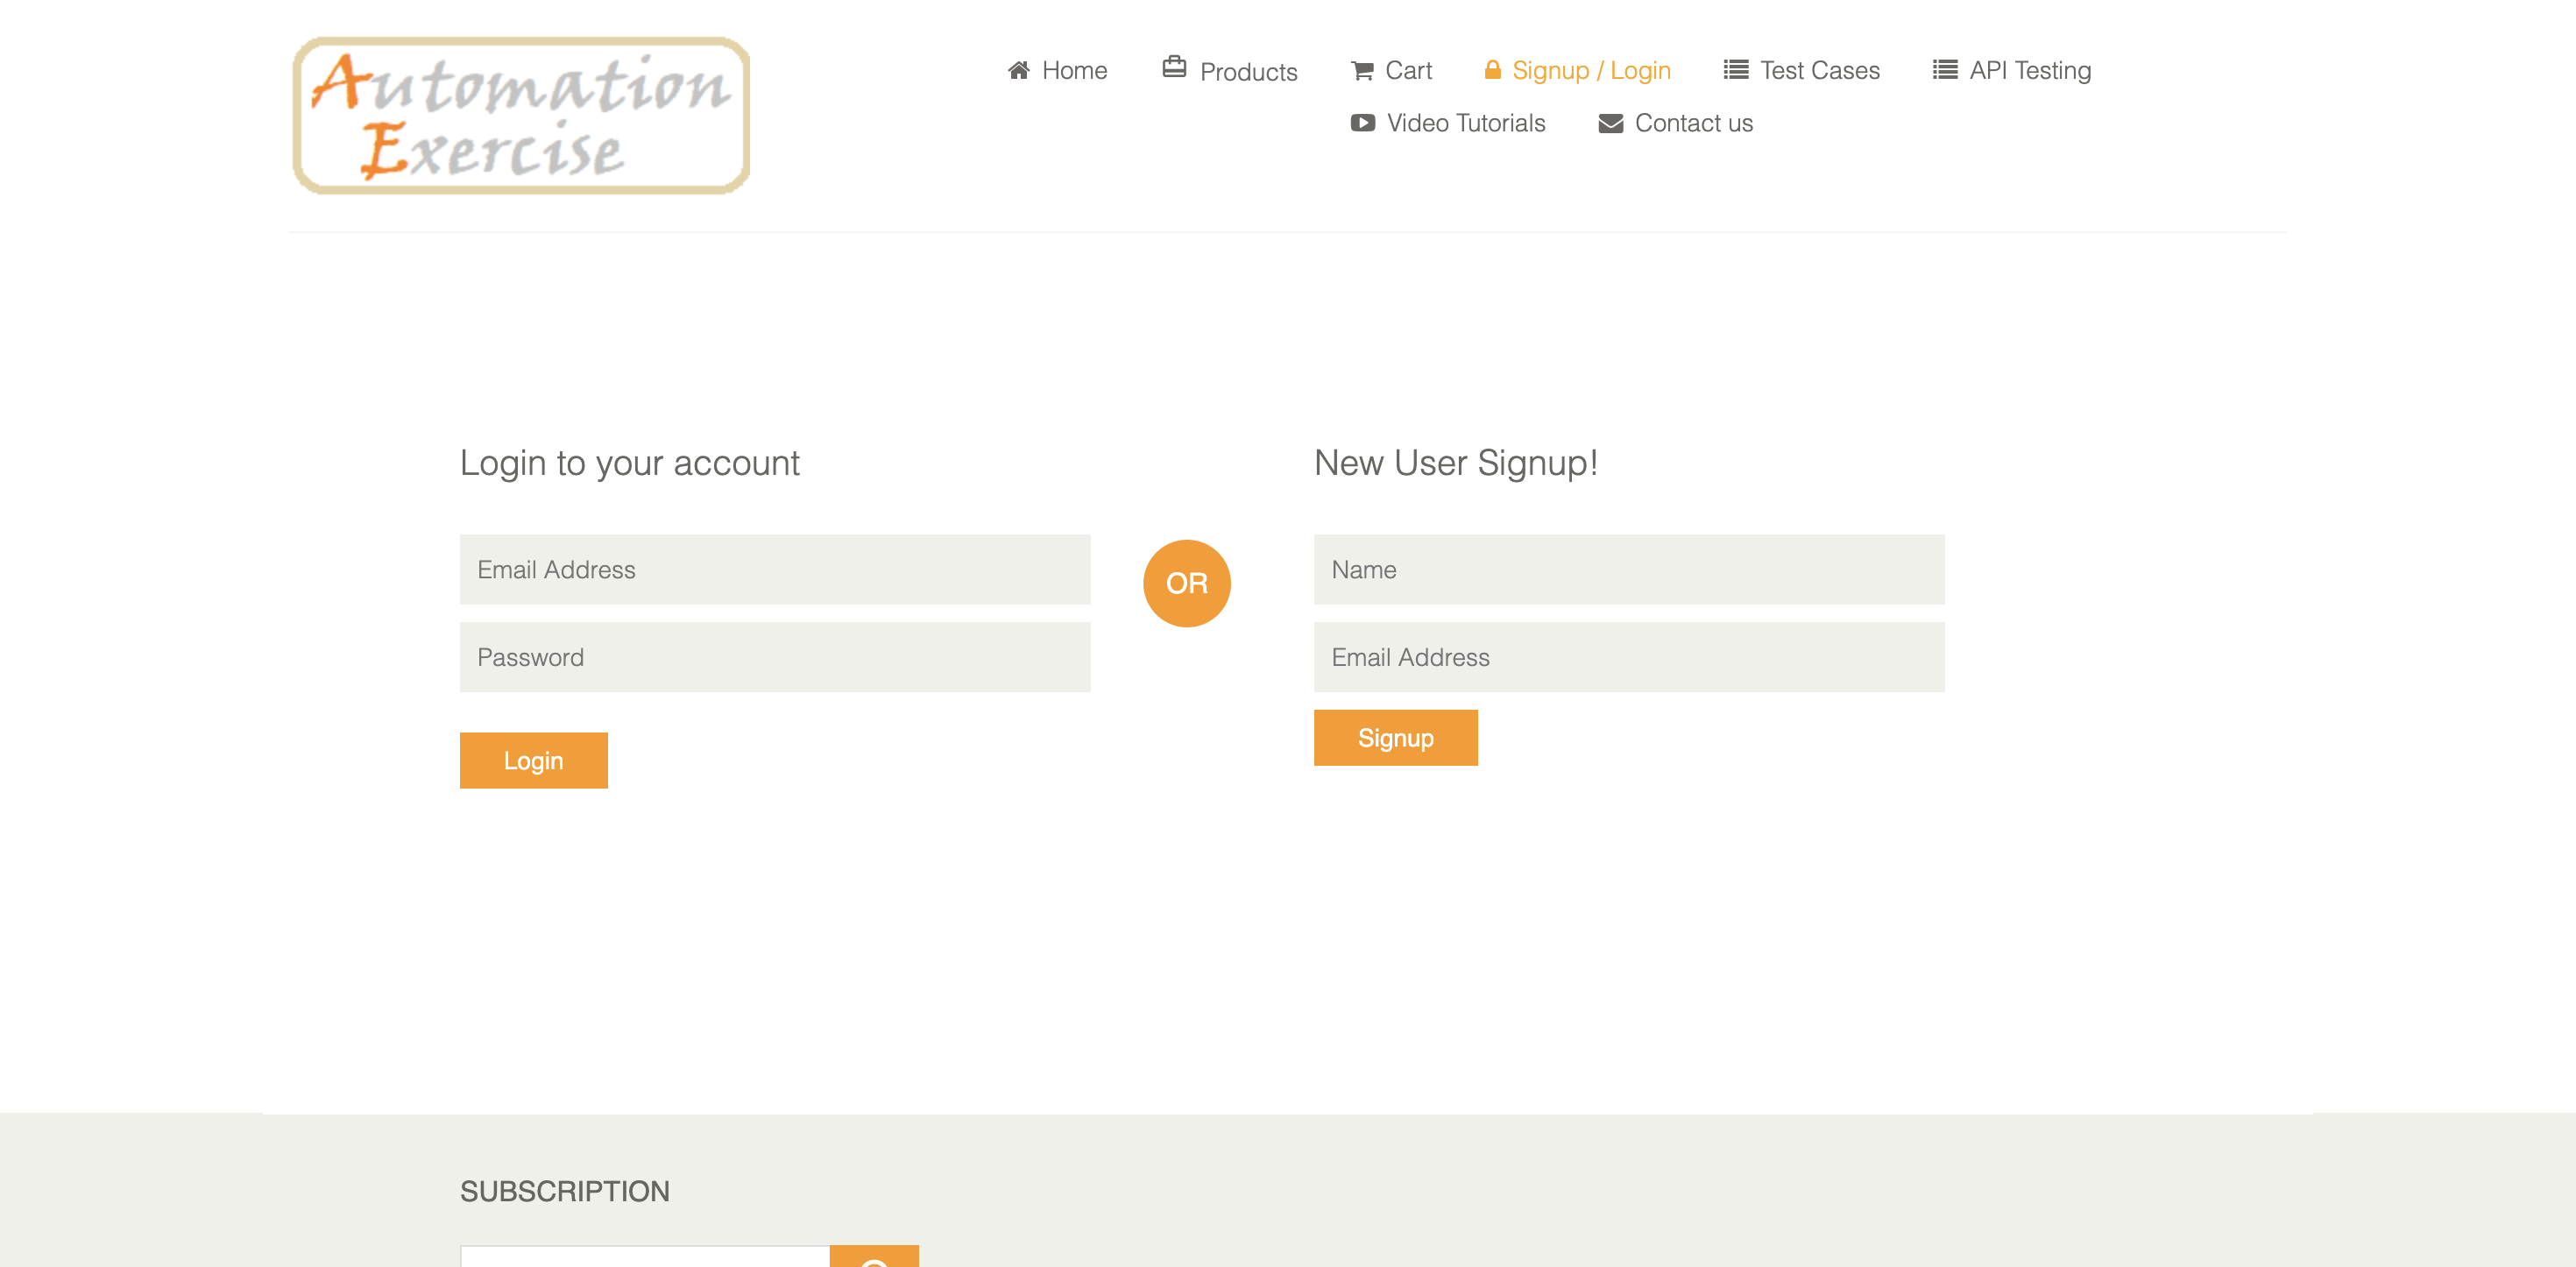 Automation
Exercise
Home Products Cart Signup / Login Test Cases API Testing
Video Tutorials Contact us
Login to your account
Email Address
Password
Login
OR
New User Signup!
Name
Email Address
Signup
SUBSCRIPTION